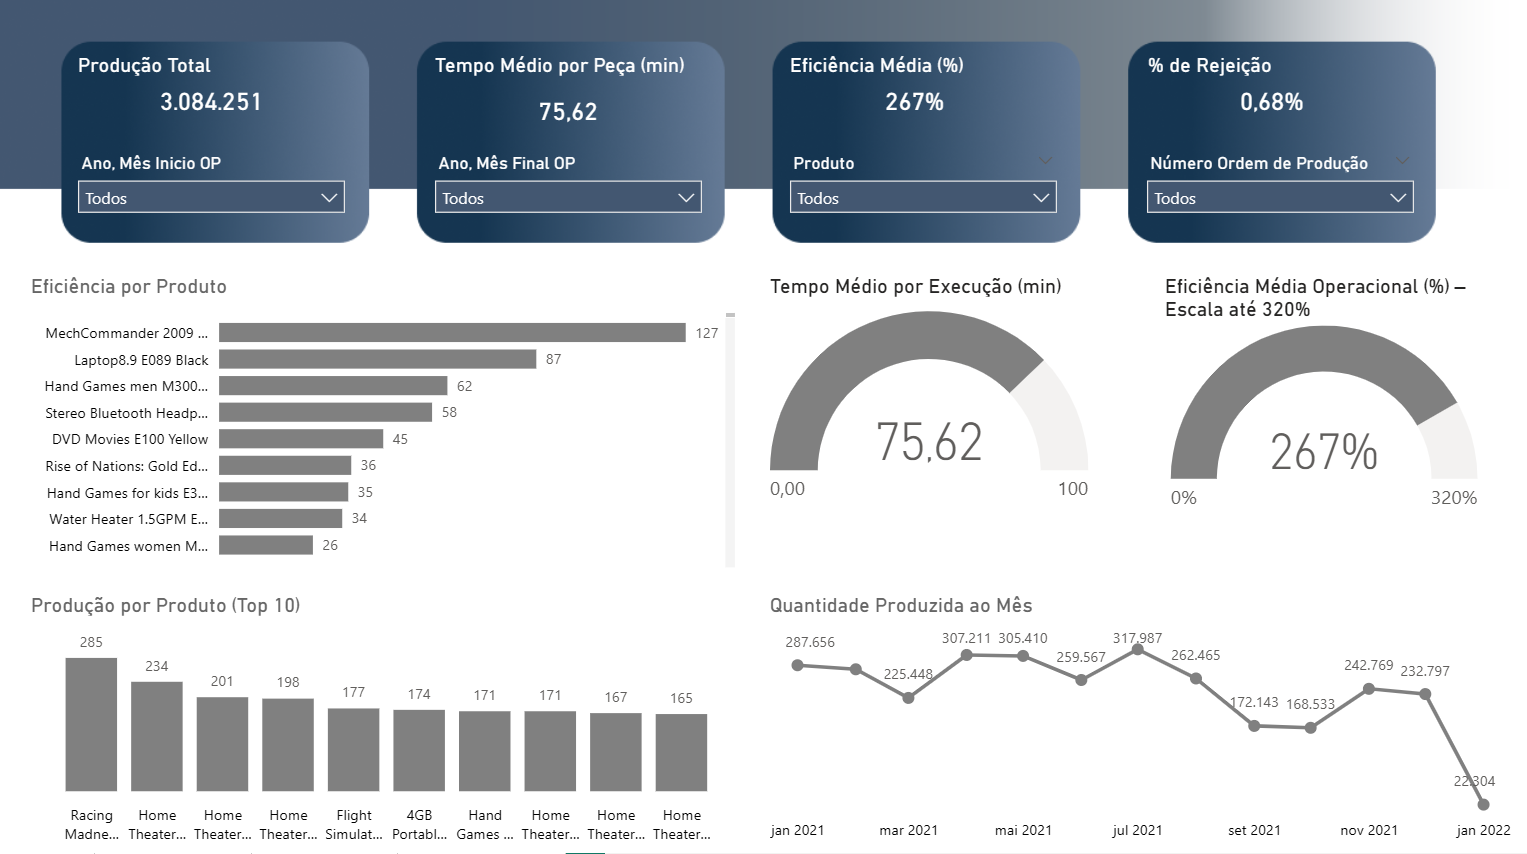 Produção Total
3.084.251
Ano, Mês Inicio OP
Todos
Tempo Médio por Peça (min)
75,62
Ano, Mês Final OP
Todos
Eficiência Média (%)
267%
Produto
Todos
% de Rejeição
0,68%
Número Ordem de Produção
Todos
Eficiência por Produto
MechCommander 2009 ... 127
Laptop8.9 E089 Black 87
Hand Games men M300... 62
Stereo Bluetooth Headp... 58
DVD Movies E100 Yellow 45
Rise of Nations: Gold Ed... 36
Hand Games for kids E3... 35
Water Heater 1.5GPM E... 34
Hand Games women M... 26
Tempo Médio por Execução (min)
75,62
0,00 100
Eficiência Média Operacional (%) –
Escala até 320%
267%
0% 320%
Produção por Produto (Top 10)
285 234 201 198 177 174 171 171 167 165
Racing Home Home Home Flight 4GB Hand Home Home Home
Madne... Theater... Theater... Theater... Simulat... Portabl... Games ... Theater... Theater... Theater...
Quantidade Produzida ao Mês
287.656 225.448 307.211 305.410 259.567 317.987 262.465 172.143 168.533 242.769 232.797 22.304
jan 2021 mar 2021 mai 2021 jul 2021 set 2021 nov 2021 jan 2022